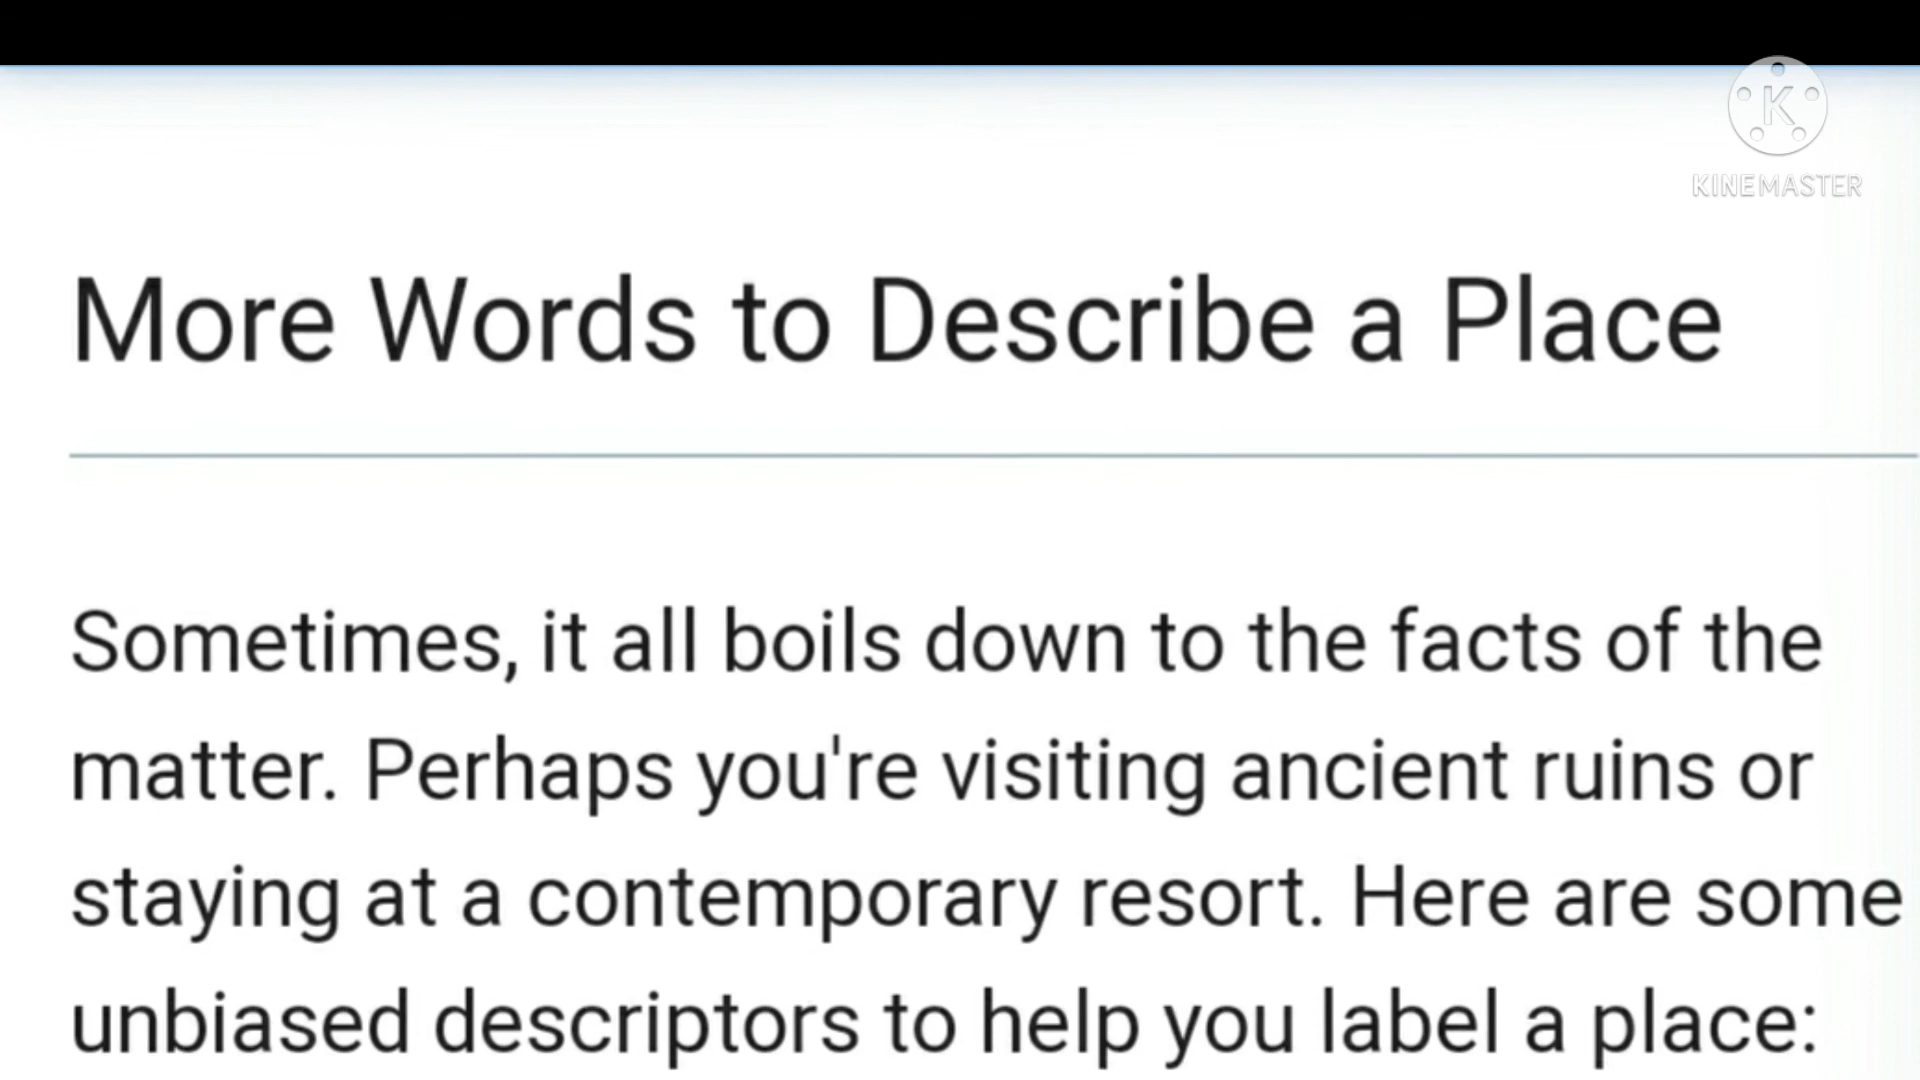 K
KINEMASTER
More Words to Describe a Place
Sometimes, it all boils down to the facts of the
matter. Perhaps you're visiting ancient ruins or
staying at a contemporary resort. Here are some
unbiased descriptors to help you label a place: